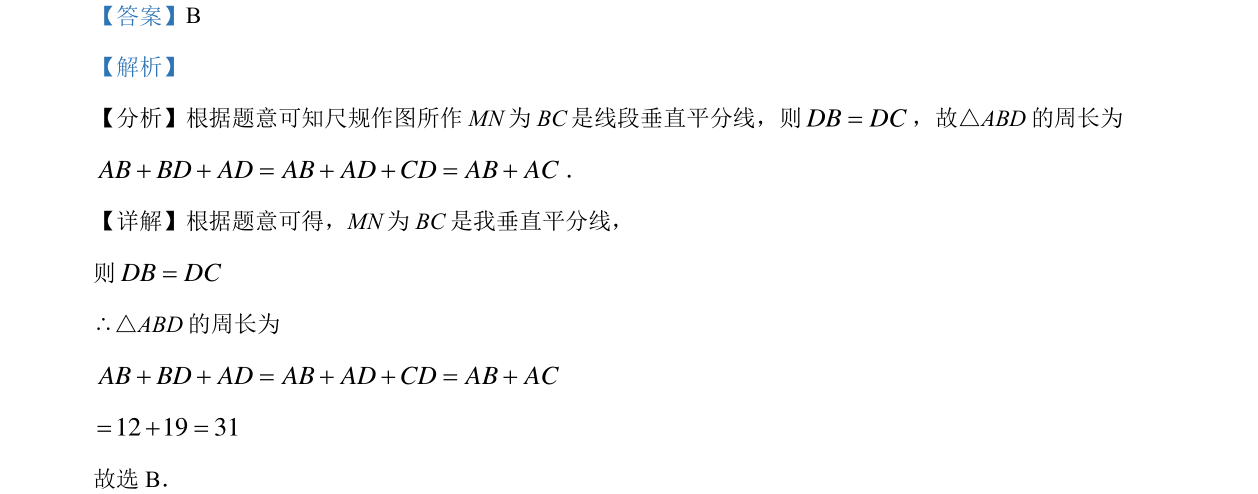 【答案】B
【解析】
【分析】根据题意可知尺规作图所作 MN 为 BC 是线段垂直平分线，则 DB = DC ，故△ABD 的周长为
AB + BD + AD = AB + AD + CD = AB + AC .
【详解】根据题意可得，MN 为 BC 是我垂直平分线，
则 DB = DC
∴△ABD 的周长为
AB + BD + AD = AB + AD + CD = AB + AC
=12+19=31
故选 B.